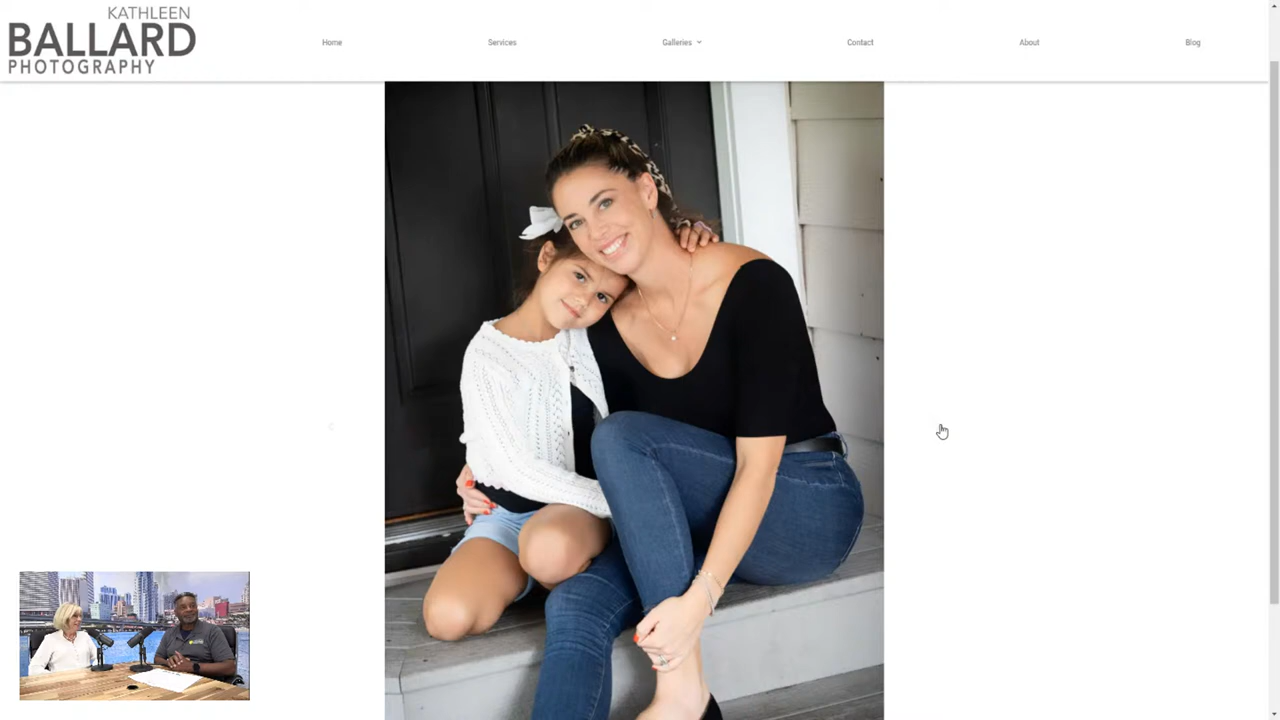 KATHLEEN
BALLARD
PHOTOGRAPHY
Home
Services
Galleries
Contact
About
Blog